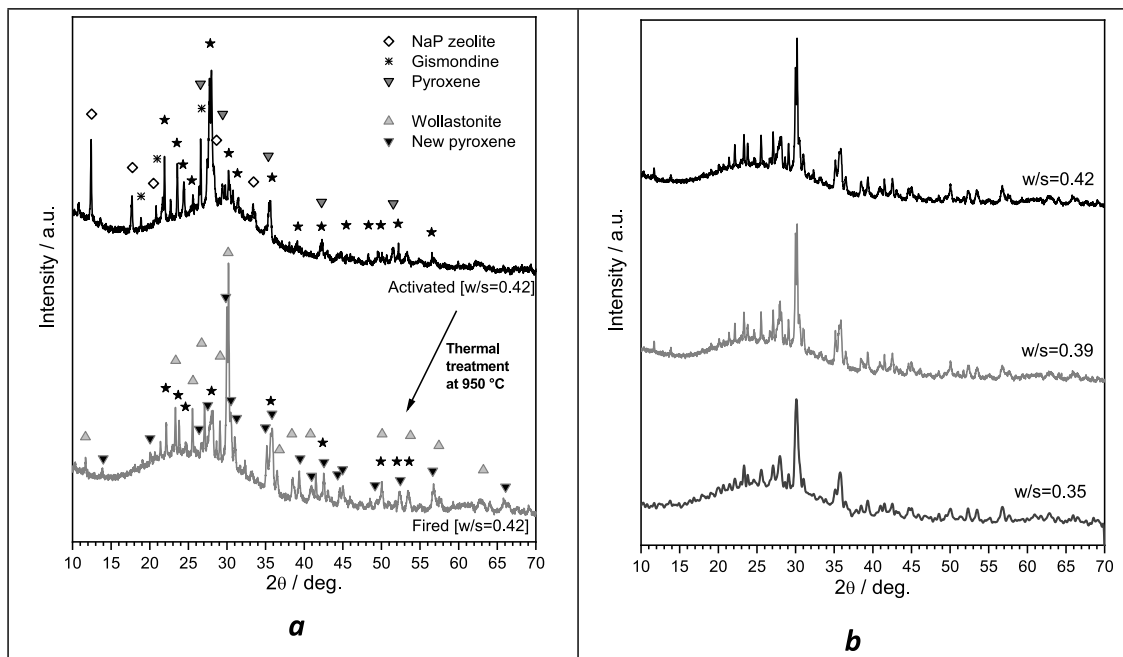 NaP zeolite
Gismondine
Pyroxene
Wollastonite
New pyroxene
Intensity / a.u.
Activated [w/s=0.42]
Thermal
treatment
at 950 °C
Fired [w/s=0.42]
10 15 20 25 30 35 40 45 50 55 60 65 70
2θ / deg.
a
Intensity / a.u.
w/s=0.42
w/s=0.39
w/s=0.35
10 15 20 25 30 35 40 45 50 55 60 65 70
2θ / deg.
b